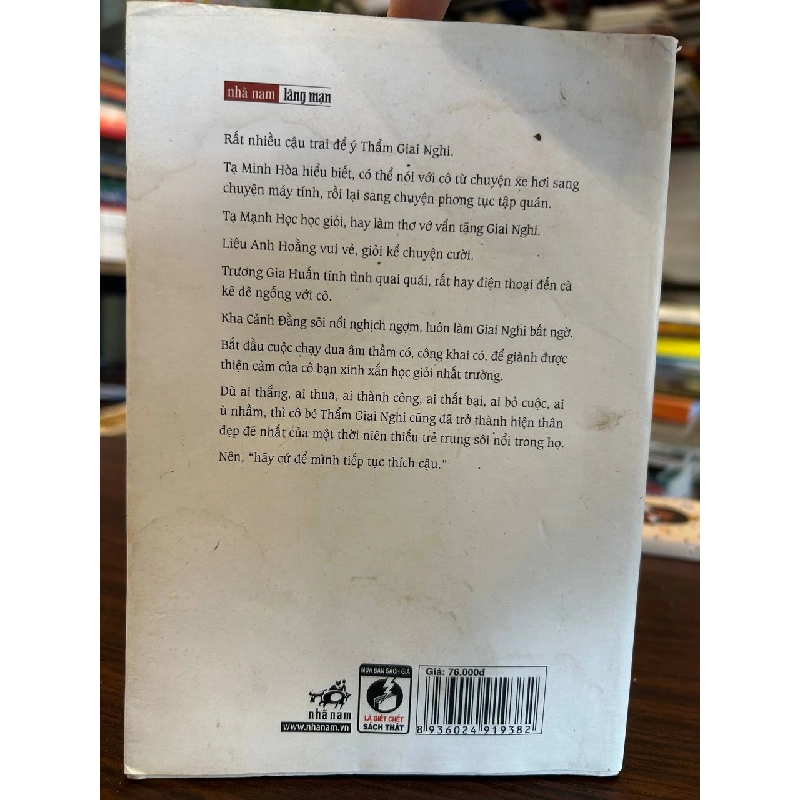 nhã nam lãng mạn
Rất nhiều cậu trai để ý Thẩm Giai Nghi.
Tạ Minh Hòa hiểu biết, có thể nói với cô từ chuyện xe hơi sang
chuyện máy tính, rồi lại sang chuyện phong tục tập quán.
Tạ Mạnh Học học giỏi, hay làm thơ vớ vẩn tặng Giai Nghi.
Liêu Anh Hoằng vui vẻ, giỏi kể chuyện cười.
Trương Gia Huấn tính tình quai quái, rất hay điện thoại đến cà
kê dê ngỗng với cô.
Kha Cảnh Đằng sôi nổi nghịch ngợm, luôn làm Giai Nghi bất ngờ.
Bắt đầu cuộc chạy đua âm thầm có, công khai có, để giành được
thiện cảm của cô bạn xinh xắn học giỏi nhất trường.
Dù ai thắng, ai thua, ai thành công, ai thất bại, ai bỏ cuộc, ai
ù nhầm, thì cô bé Thẩm Giai Nghi cũng đã trở thành hiện thân
đẹp đẽ nhất của một thời niên thiếu trẻ trung sôi nổi trong họ.
Nên, "hãy cứ để mình tiếp tục thích cậu."
nhã nam
www.nhanam.vn
MUA BÁN SÁCH GIẢ
LÀ GIẾT CHẾT
SÁCH THẬT
Giá: 76.000đ
8 936024 919382